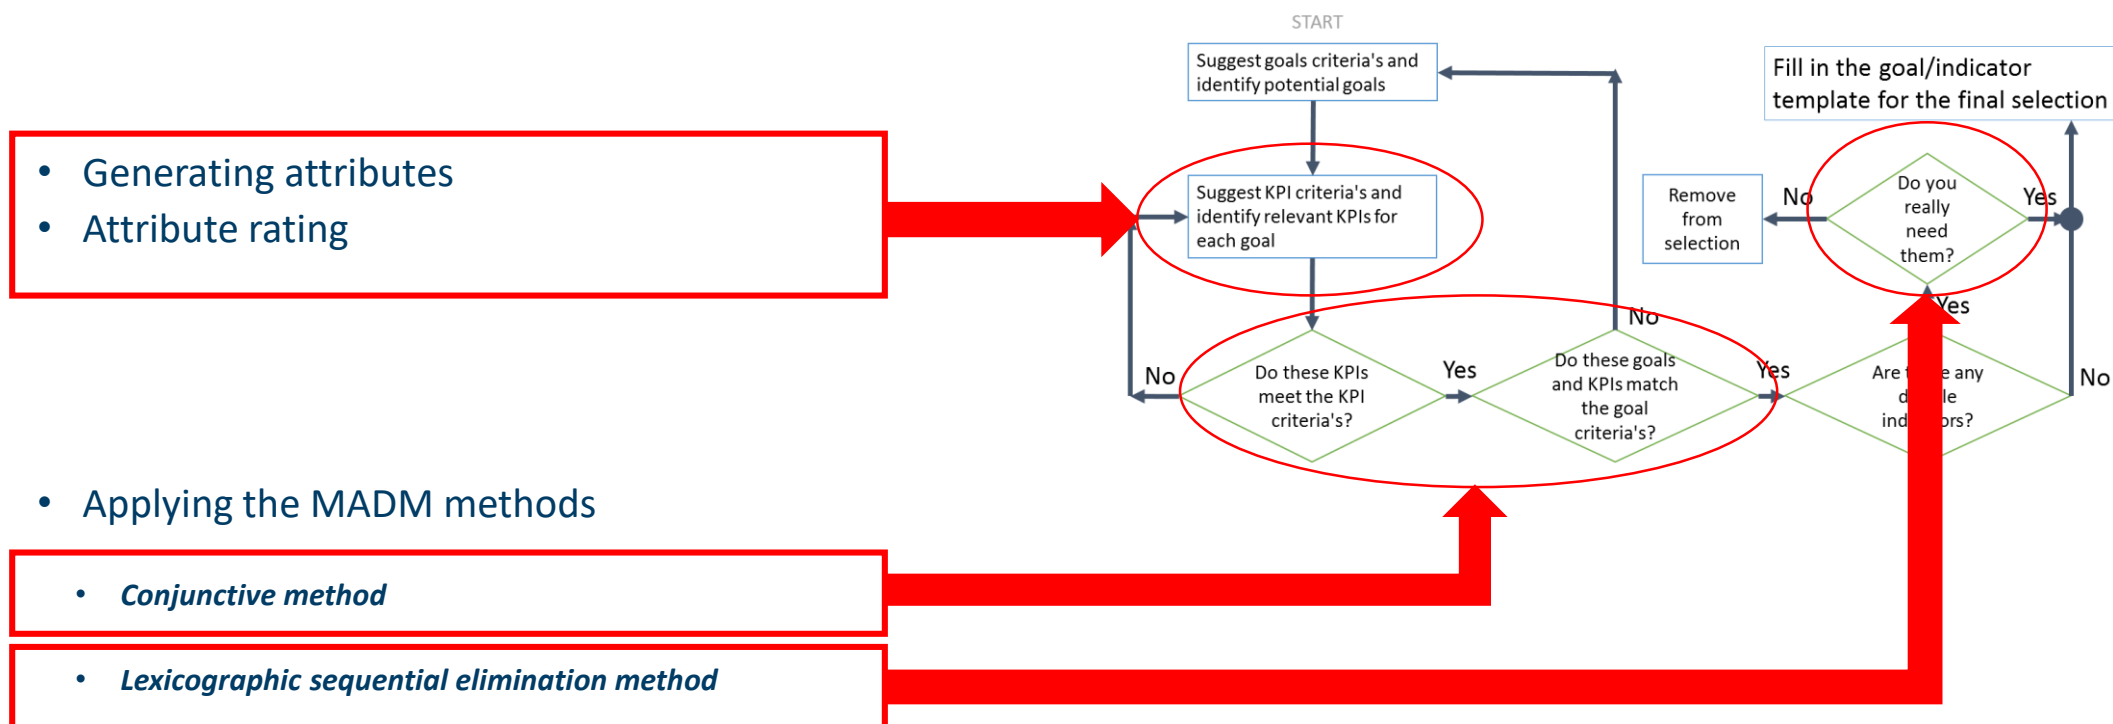 START
Suggest goals criteria's and
identify potential goals
Fill in the goal/indicator
template for the final selection
• Generating attributes
• Attribute rating
Suggest KPI criteria's and
identify relevant KPIs for
each goal
Remove
from
selection
No
Do you
really
need
them?
Yes
Yes
No
No
Do these KPIs
meet the KPI
criteria's?
Yes
Do these goals
and KPIs match
the goal
criteria's?
Yes
Are any
No
• Applying the MADM methods
• Conjunctive method
• Lexicographic sequential elimination method